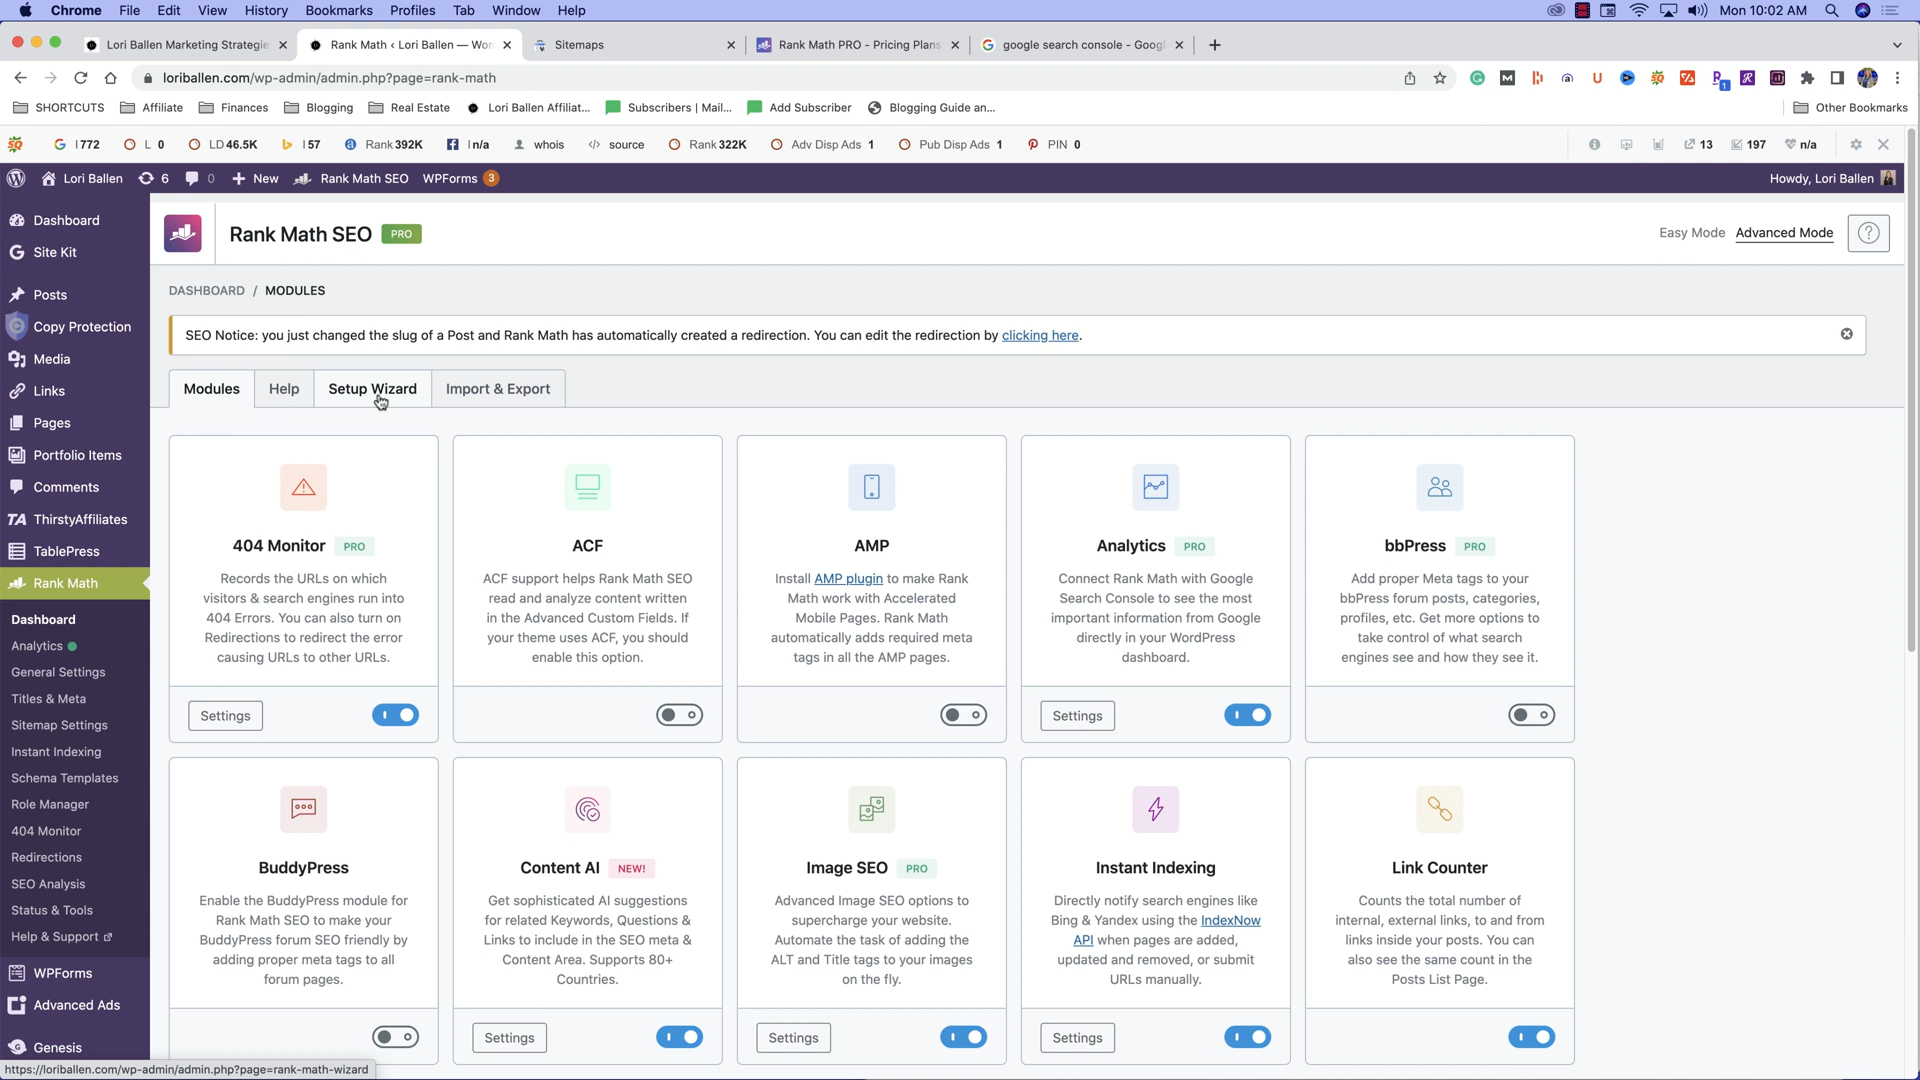 Chrome File Edit View History Bookmarks Profiles Tab Window Help Mon 10:02 AM
Lori Ballen Marketing Strategie Rank Math ‹ Lori Ballen — Wor Sitemaps Rank Math PRO - Pricing Plans google search console - Googl
loriballen.com/wp-admin/admin.php?page=rank-math
SHORTCUTS Affiliate Finances Blogging Real Estate Lori Ballen Affiliat... Subscribers | Mail... Add Subscriber Blogging Guide an... Other Bookmarks
I 772 L 0 LD 46.5K I 57 Rank 392K I n/a whois source Rank 322K Adv Disp Ads 1 Pub Disp Ads 1 PIN 0 13 197 n/a
Lori Ballen 6 0 New Rank Math SEO WPForms 3 Howdy, Lori Ballen
Dashboard
Site Kit
Posts
Copy Protection
Media
Links
Pages
Portfolio Items
Comments
TA ThirstyAffiliates
TablePress
Rank Math
Dashboard
Analytics
General Settings
Titles & Meta
Sitemap Settings
Instant Indexing
Schema Templates
Role Manager
404 Monitor
Redirections
SEO Analysis
Status & Tools
Help & Support
WPForms
Advanced Ads
Genesis
https://loriballen.com/wp-admin/admin.php?page=rank-math-wizard
Rank Math SEO PRO
Easy Mode Advanced Mode
DASHBOARD / MODULES
SEO Notice: you just changed the slug of a Post and Rank Math has automatically created a redirection. You can edit the redirection by clicking here.
Modules Help Setup Wizard Import & Export
404 Monitor PRO
Records the URLs on which
visitors & search engines run into
404 Errors. You can also turn on
Redirections to redirect the error
causing URLs to other URLs.
Settings
ACF
ACF support helps Rank Math SEO
read and analyze content written
in the Advanced Custom Fields. If
your theme uses ACF, you should
enable this option.
AMP
Install AMP plugin to make Rank
Math work with Accelerated
Mobile Pages. Rank Math
automatically adds required meta
tags in all the AMP pages.
Analytics PRO
Connect Rank Math with Google
Search Console to see the most
important information from Google
directly in your WordPress
dashboard.
Settings
bbPress PRO
Add proper Meta tags to your
bbPress forum posts, categories,
profiles, etc. Get more options to
take control of what search
engines see and how they see it.
BuddyPress
Enable the BuddyPress module for
Rank Math SEO to make your
BuddyPress forum SEO friendly by
adding proper meta tags to all
forum pages.
Content AI NEW!
Get sophisticated AI suggestions
for related Keywords, Questions &
Links to include in the SEO meta &
Content Area. Supports 80+
Countries.
Settings
Image SEO PRO
Advanced Image SEO options to
supercharge your website.
Automate the task of adding the
ALT and Title tags to your images
on the fly.
Settings
Instant Indexing
Directly notify search engines like
Bing & Yandex using the IndexNow
API when pages are added,
updated and removed, or submit
URLs manually.
Settings
Link Counter
Counts the total number of
internal, external links, to and from
links inside your posts. You can
also see the same count in the
Posts List Page.